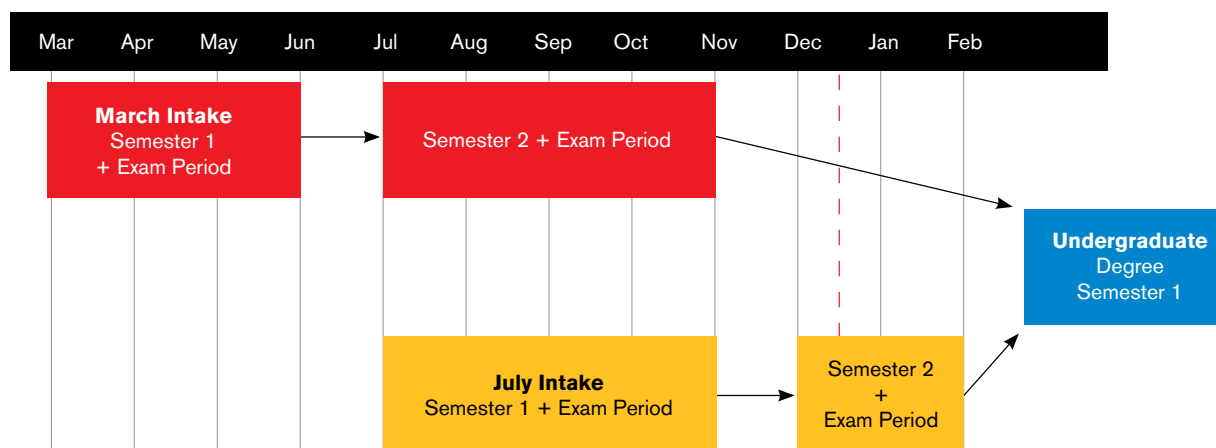 Mar Apr May Jun Jul Aug Sep Oct Nov Dec Jan Feb
March Intake
Semester 1
+ Exam Period
Semester 2 + Exam Period
Undergraduate
Degree
Semester 1
July Intake
Semester 1 + Exam Period
Semester 2
+
Exam Period